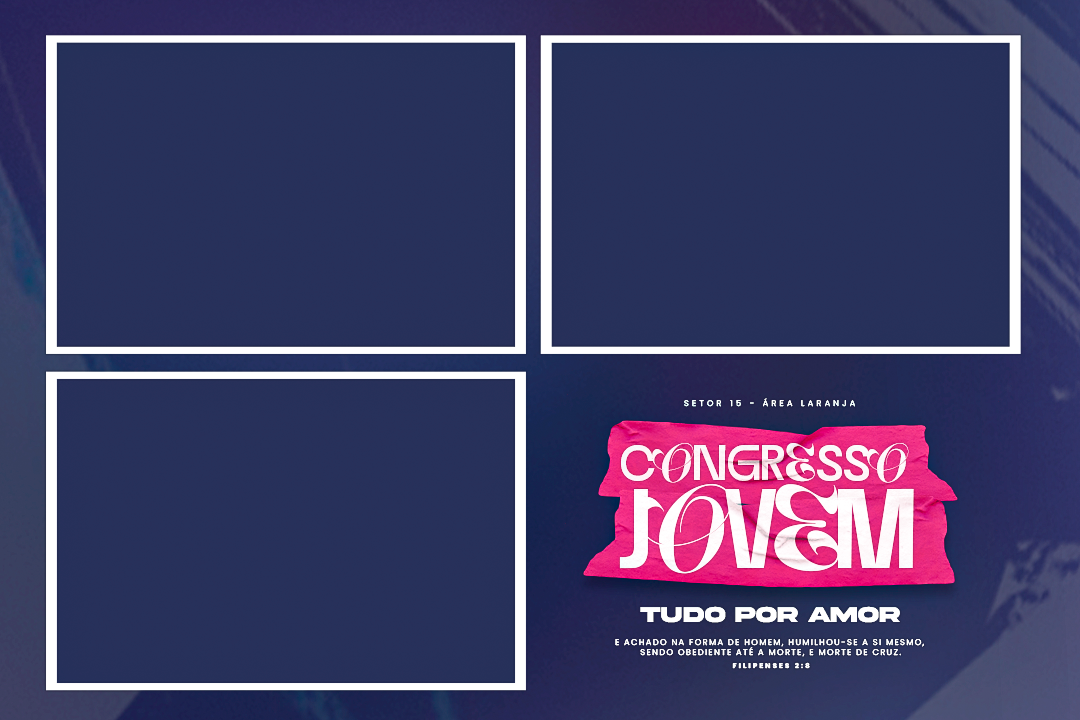 SETOR 15 - ÁREA LARANJA
CONGRESSO
JOVEM
TUDO POR AMOR
E ACHADO NA FORMA DE HOMEM, HUMILHOU-SE A SI MESMO,
SENDO OBEDIENTE ATÉ A MORTE, E MORTE DE CRUZ.
FILIPENSES 2:8